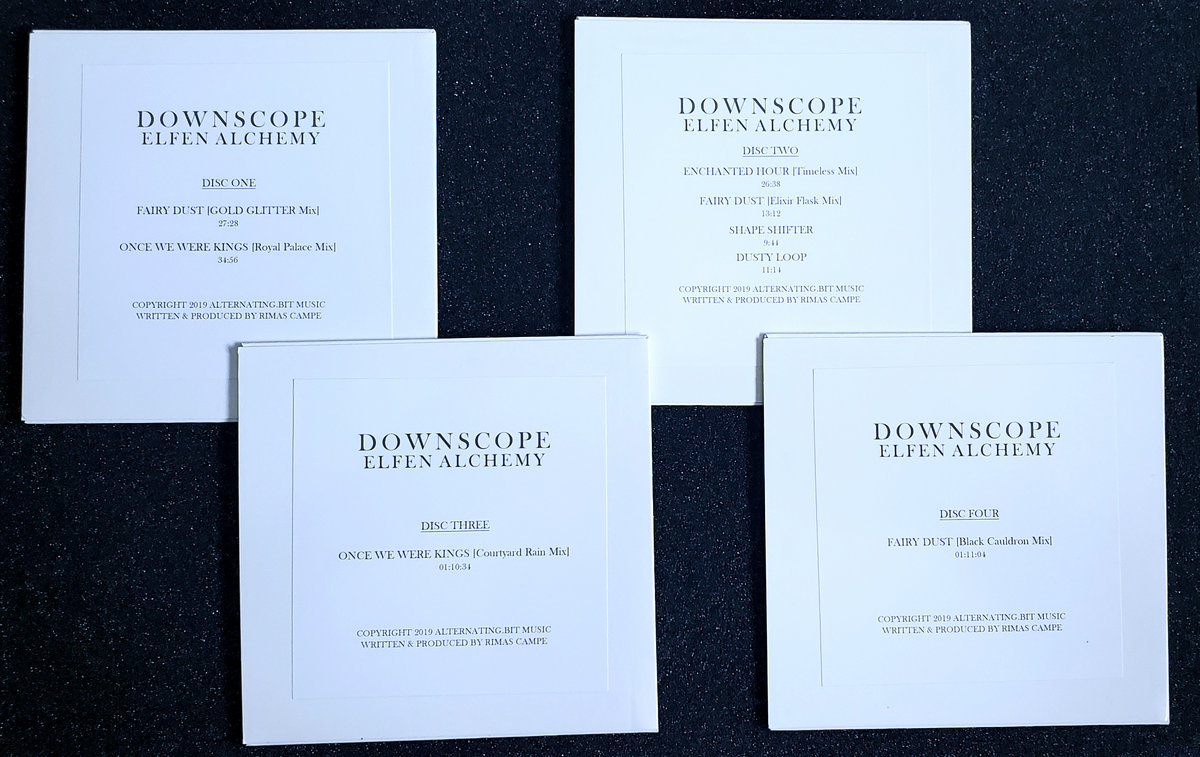 DOWNSCOPE
ELFEN ALCHEMY
DISC ONE
FAIRY DUST [GOLD GLITTER Mix]
27:28
ONCE WE WERE KINGS [Royal Palace Mix]
34:56
COPYRIGHT 2019 ALTERNATING.BIT MUSIC
WRITTEN & PRODUCED BY RIMAS CAMPE
DOWNSCOPE
ELFEN ALCHEMY
DISC TWO
ENCHANTED HOUR [Timeless Mix]
26:38
FAIRY DUST [Elixir Flask Mix]
13:12
SHAPE SHIFTER
9:44
DUSTY LOOP
11:14
COPYRIGHT 2019 ALTERNATING.BIT MUSIC
WRITTEN & PRODUCED BY RIMAS CAMPE
DOWNSCOPE
ELFEN ALCHEMY
DISC THREE
ONCE WE WERE KINGS [Courtyard Rain Mix]
01:10:34
COPYRIGHT 2019 ALTERNATING.BIT MUSIC
WRITTEN & PRODUCED BY RIMAS CAMPE
DOWNSCOPE
ELFEN ALCHEMY
DISC FOUR
FAIRY DUST [Black Cauldron Mix]
01:11:04
COPYRIGHT 2019 ALTERNATING.BIT MUSIC
WRITTEN & PRODUCED BY RIMAS CAMPE